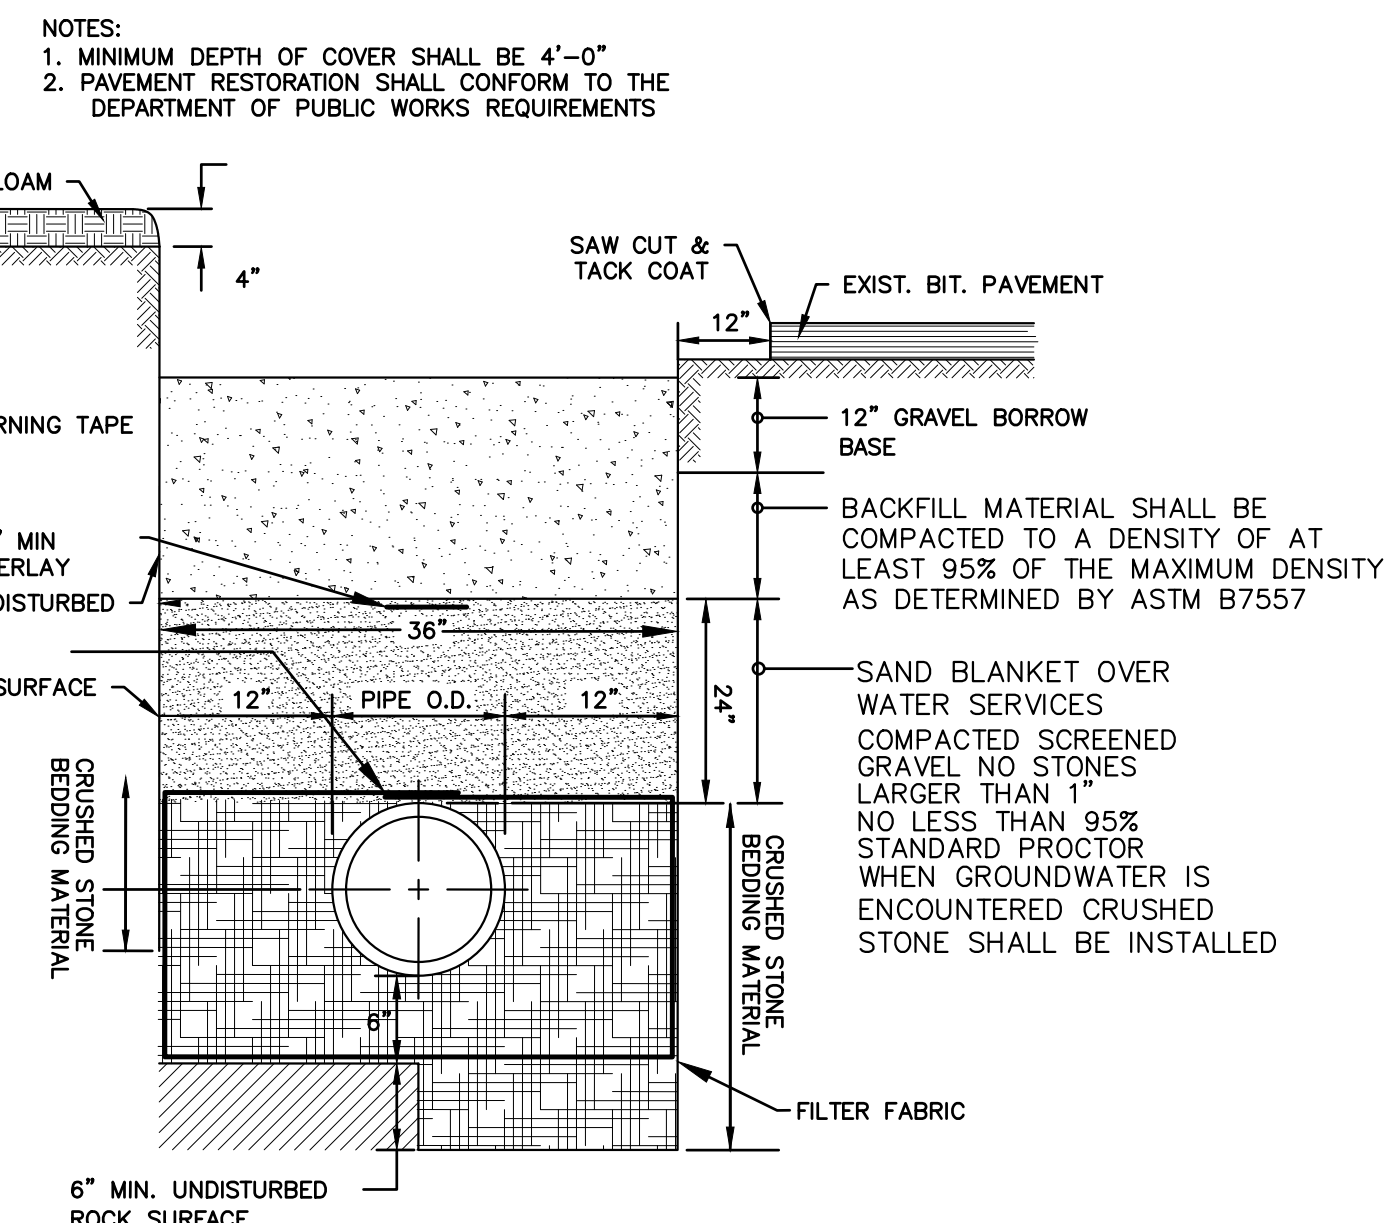 NOTES:
1. MINIMUM DEPTH OF COVER SHALL BE 4'-0"
2. PAVEMENT RESTORATION SHALL CONFORM TO THE
DEPARTMENT OF PUBLIC WORKS REQUIREMENTS
4"
SAW CUT &
TACK COAT
EXIST. BIT. PAVEMENT
12"
12" GRAVEL BORROW
BASE
TAPE
BACKFILL MATERIAL SHALL BE
COMPACTED TO A DENSITY OF AT
LEAST 95% OF THE MAXIMUM DENSITY
AS DETERMINED BY ASTM B7557
MIN
36"
SURFACE
12"
PIPE O.D.
12"
24"
SAND BLANKET OVER
WATER SERVICES
COMPACTED SCREENED
GRAVEL NO STONES
LARGER THAN 1"
NO LESS THAN 95%
STANDARD PROCTOR
WHEN GROUNDWATER IS
ENCOUNTERED CRUSHED
STONE SHALL BE INSTALLED
CRUSHED STONE
BEDDING MATERIAL
CRUSHED STONE
BEDDING MATERIAL
6"
FILTER FABRIC
6" MIN. UNDISTURBED
ROCK SURFACE